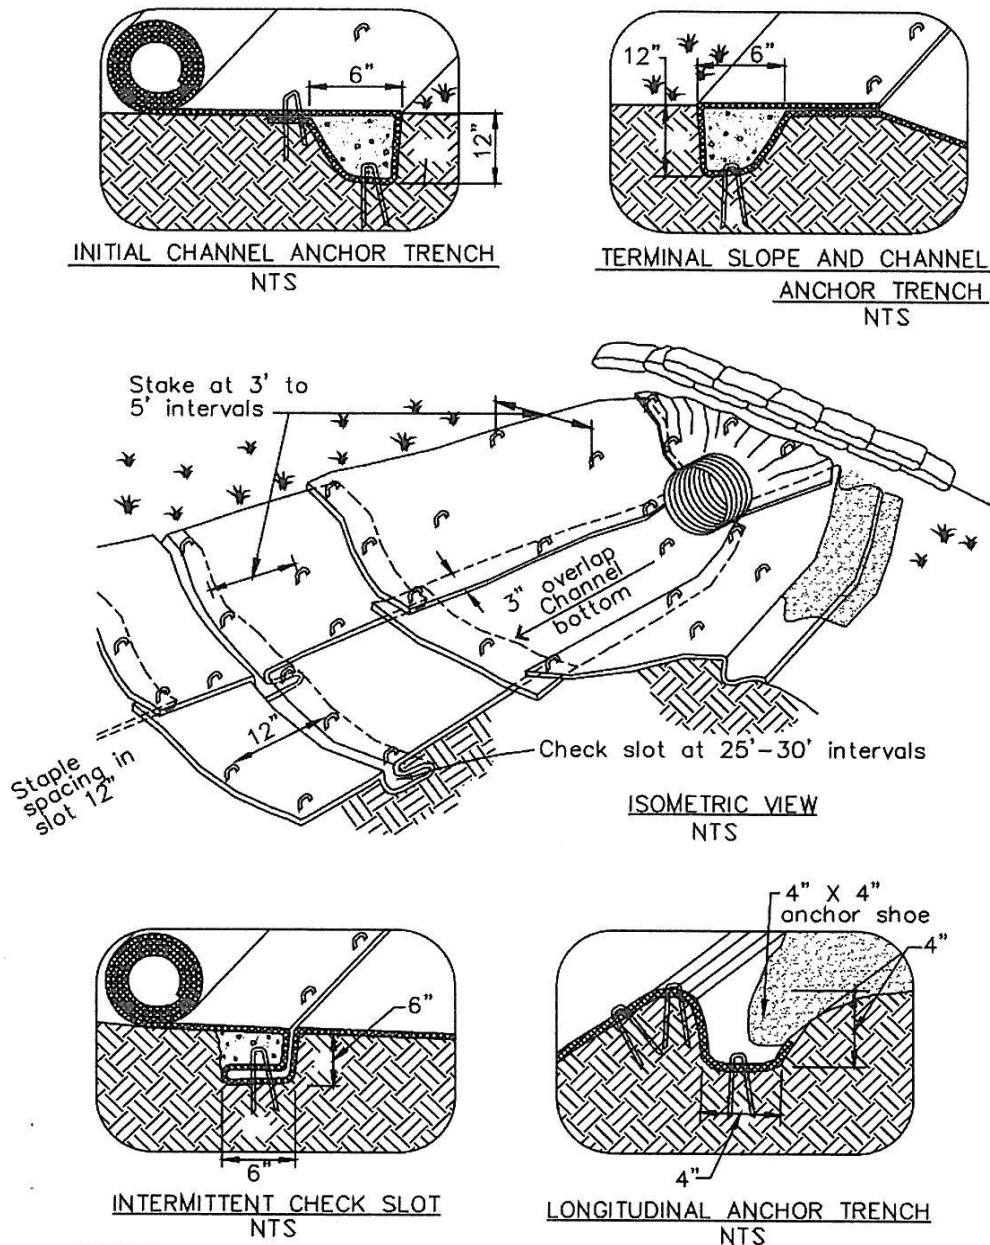 6"
12"
INITIAL CHANNEL ANCHOR TRENCH
NTS
12"
6"
TERMINAL SLOPE AND CHANNEL
ANCHOR TRENCH
NTS
Stake at 3' to
5' intervals
3" overlap
Channel
bottom
12"
Staple
spacing in
slot 12"
Check slot at 25'-30' intervals
ISOMETRIC VIEW
NTS
6"
6"
INTERMITTENT CHECK SLOT
NTS
4" X 4"
anchor shoe
4"
4"
LONGITUDINAL ANCHOR TRENCH
NTS